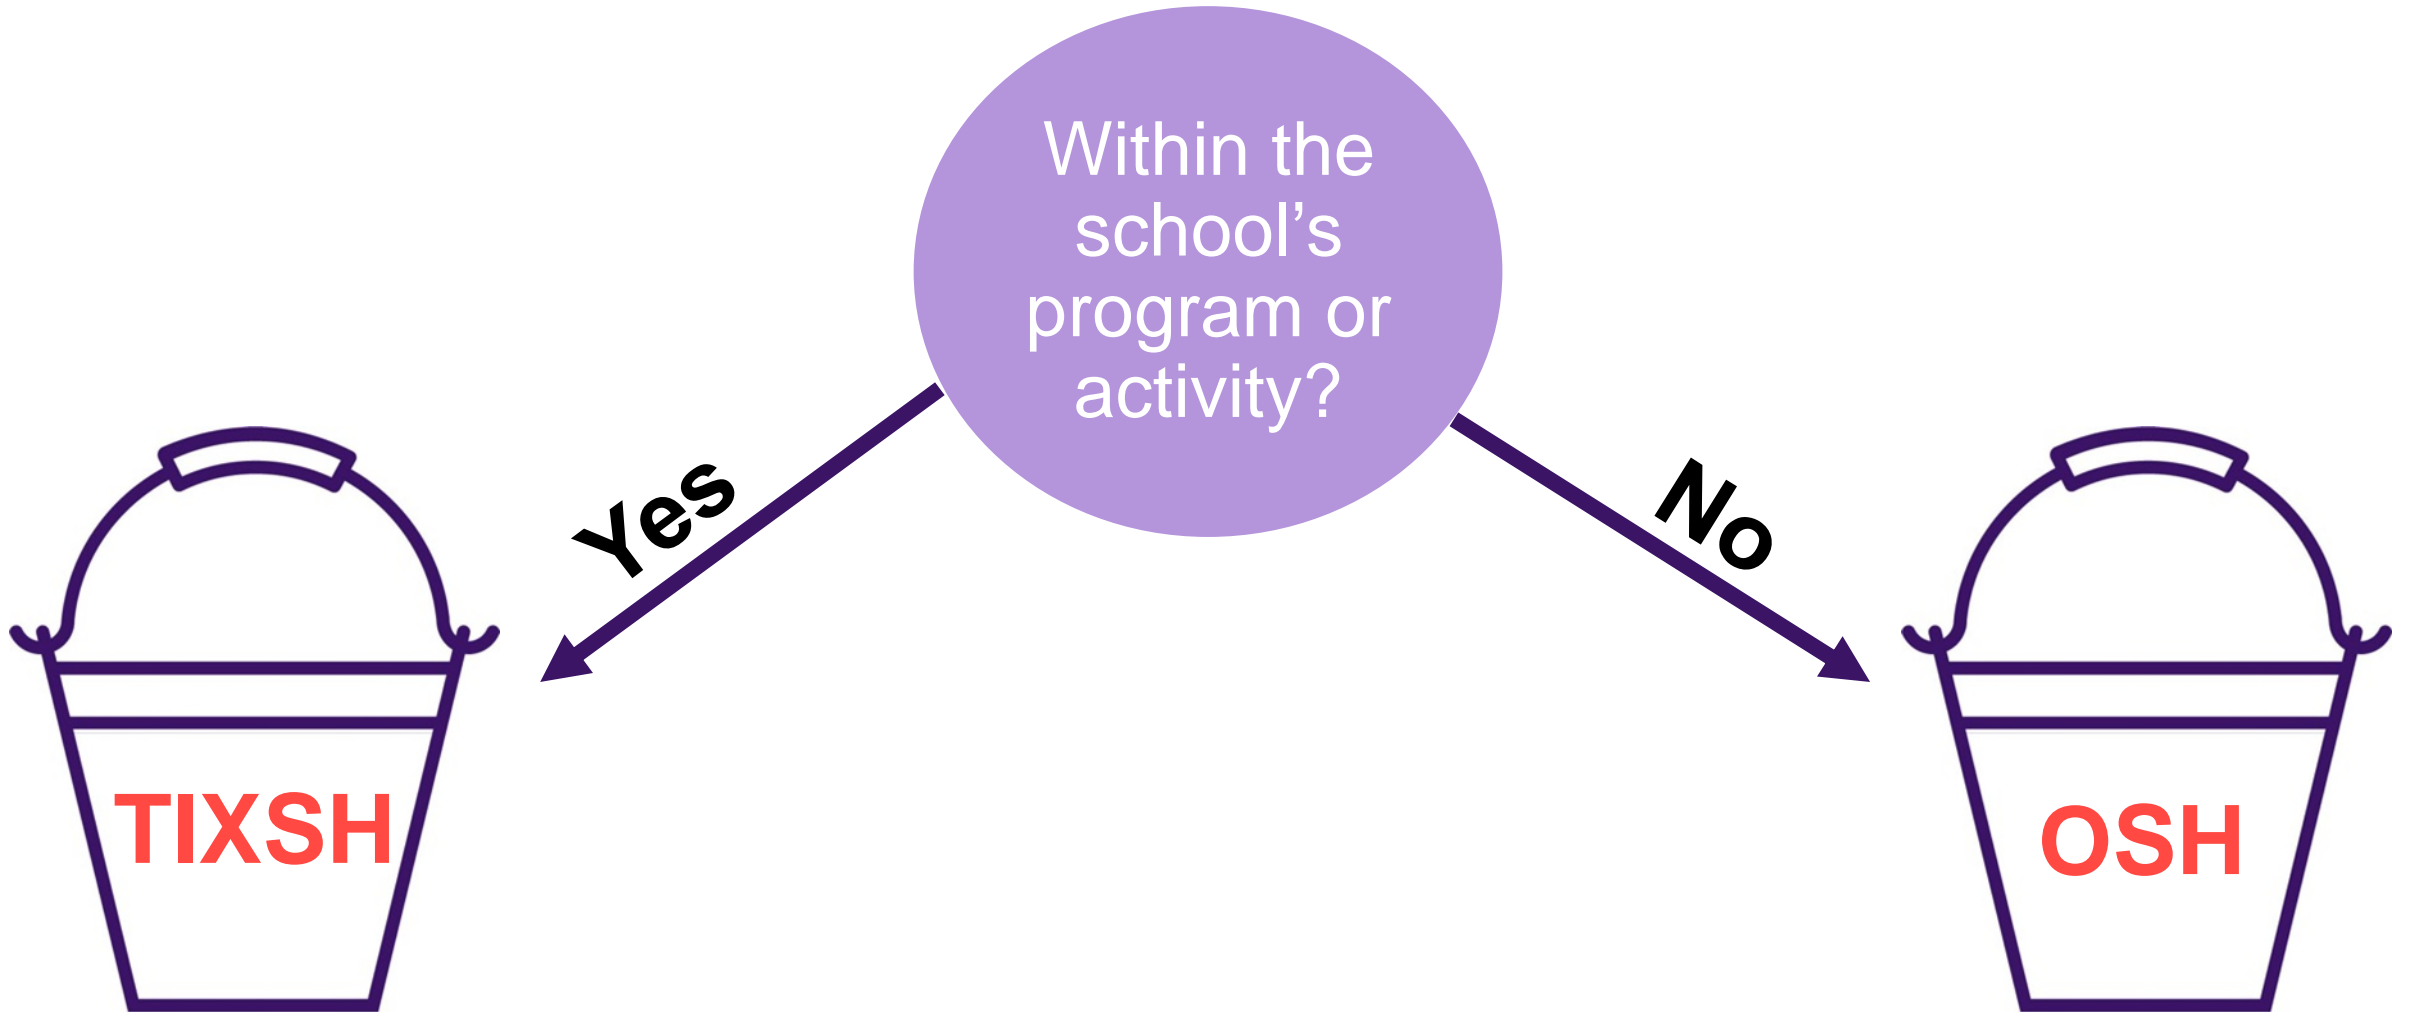 Within the
school’s
program or
activity?
Yes
No
TIXSH
OSH